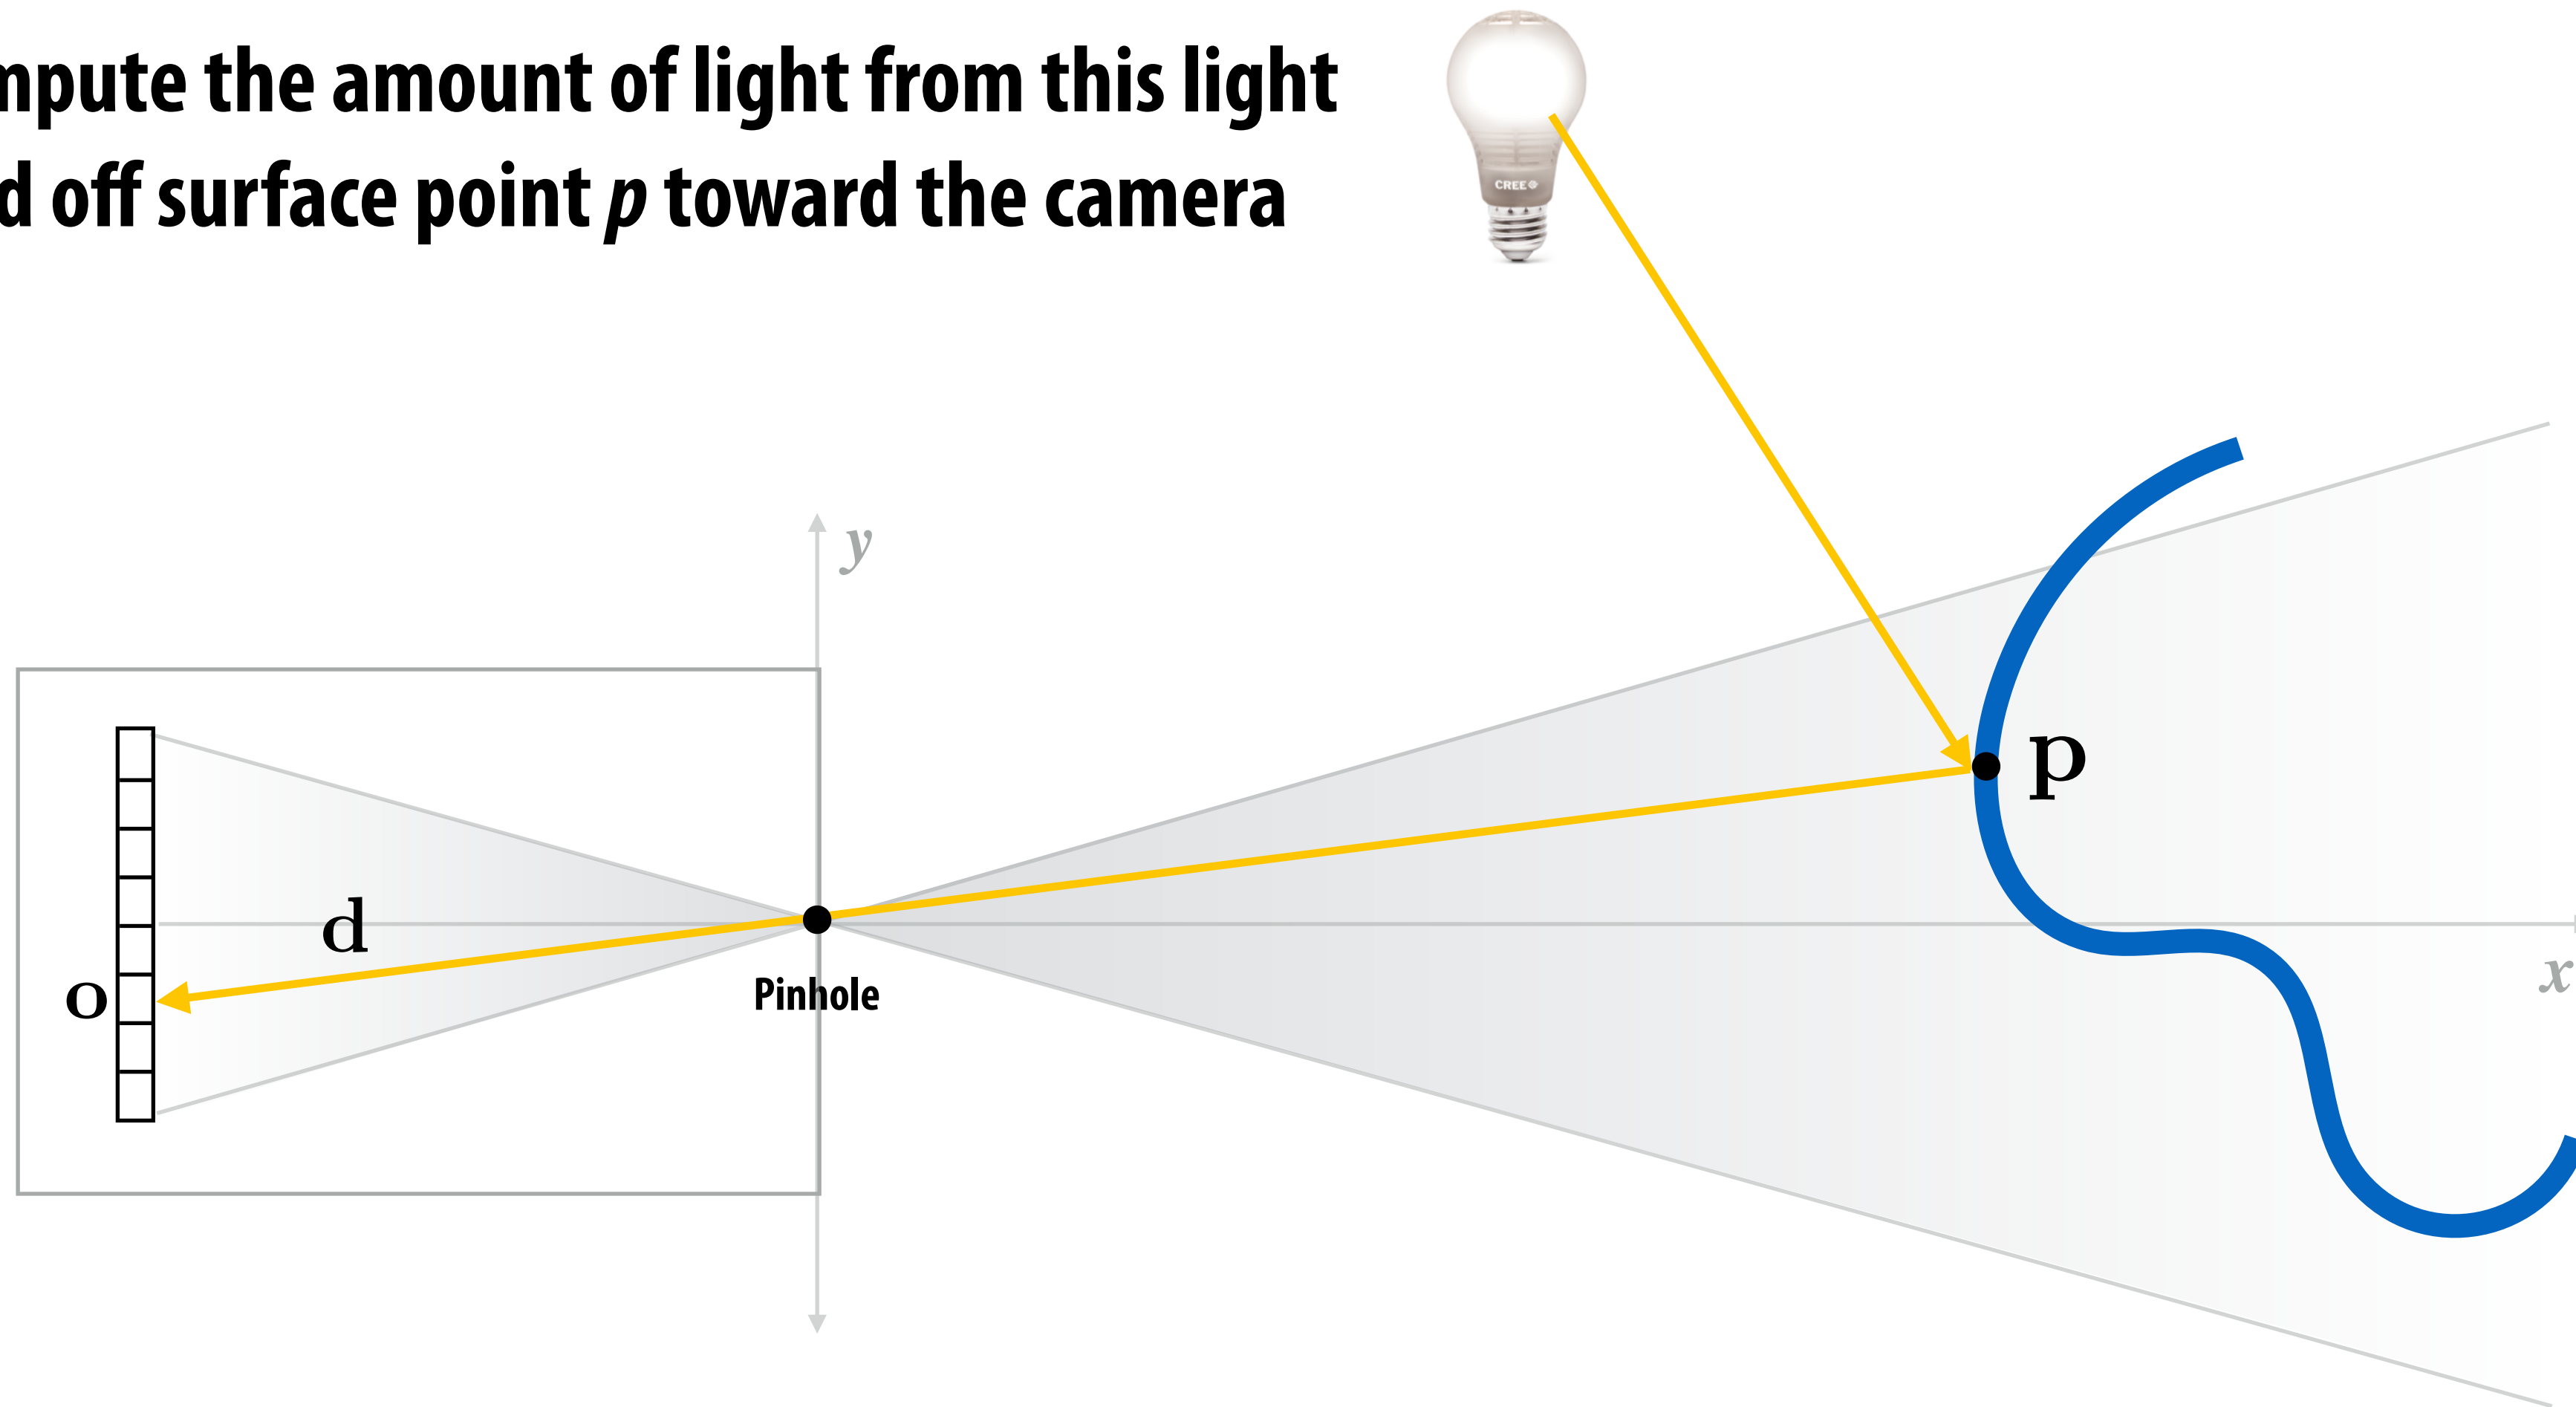 mpute the amount of light from this light
d off surface point p toward the camera
CREE
y
p
d
o
Pinhole
x